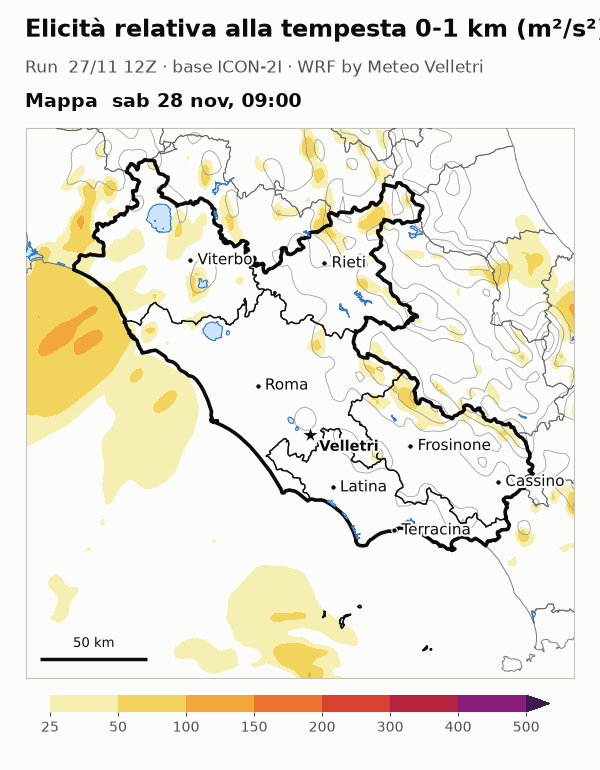 Elicità relativa alla tempesta 0-1 km (m²/s²)
Run 27/11 12Z · base ICON-2I · WRF by Meteo Velletri
Mappa sab 28 nov, 09:00
Viterbo
Rieti
Roma
Velletri
Frosinone
Cassino
Latina
Terracina
50 km
25 50 100 150 200 300 400 500